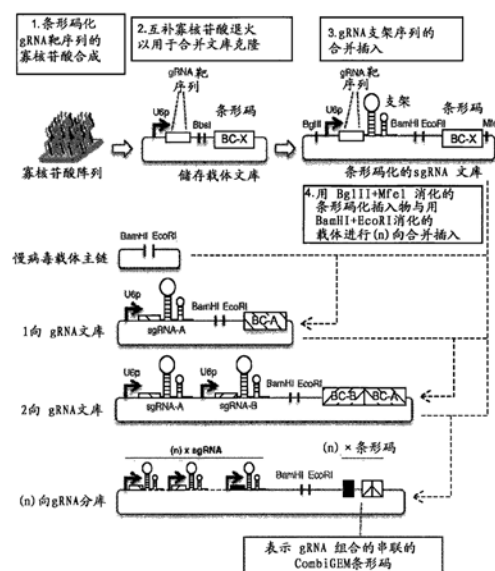 1.条形码化
gRNA靶序列的
寡核苷酸合成
2.互补寡核苷酸退火
以用于合并文库克隆
3.gRNA支架序列的
合并插入
gRNA靶
序列
U6p
BbsI
条形码
BC-X
储存载体文库
寡核苷酸阵列
gRNA靶
序列
支架
BglII
U6p
BamHI EcoRI
条形码
BC-X
条形码化的sgRNA 文库
4.用 BglII+MfeI 消化的
条形码化插入物与用
BamHI+EcoRI消化的
载体进行(n)向合并插入
BamHI EcoRI
慢病毒载体主链
U6p
BamHI EcoRI
BC-A
sgRNA-A
1向 gRNA文库
U6p
U6p
BamHI EcoRI
BC-B
BC-A
sgRNA-A
sgRNA-B
2向 gRNA文库
(n) x sgRNA
BamHI EcoRI
(n) × 条形码
(n)向gRNA分库
表示 gRNA 组合的串联的
CombiGEM条形码